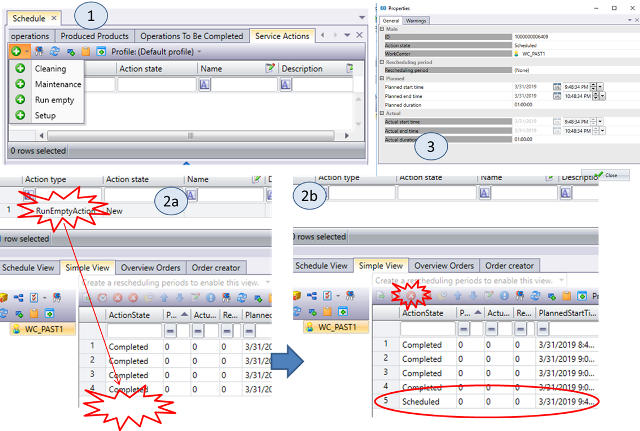 Schedule
1
operations Produced Products Operations To Be Completed Service Actions
Profile: (Default profile)
Cleaning
Maintenance
Run empty
Setup
Action state Name Description
0 rows selected
Properties
General Warnings
Main
ID 1000000006409
Action state Scheduled
WorkCenter WC_PAST1
Rescheduling period
Rescheduling period (None)
Planned
Planned start time 3/31/2019 9:48:34 PM
Planned end time 3/31/2019 10:48:34 PM
Planned duration 01:00:00
Actual
Actual start time 3/31/2019 9:48:34 PM
Actual end time 3/31/2019 10:48:34 PM
Actual duration 01:00:00
3
Close
Action type Action state Name
2a
1 RunEmptyAction New
row selected
Schedule View Simple View Overview Orders Order creator
Create a rescheduling periods to enable this view.
WC_PAST1
ActionState P... Actu... Re... Planned
1 Completed 0 0 0 3/31/20
2 Completed 0 0 0 3/31/20
3 Completed 0 0 0 3/31/20
4 Completed 0 0 0 3/31/20
2b
Action type Action state Name Description
row selected
Schedule View Simple View Overview Orders Order creator
Create a rescheduling periods to enable this view.
WC_PAST1
ActionState P... Actu... Re... PlannedStartTi...
1 Completed 0 0 0 3/31/2019 8:4...
2 Completed 0 0 0 3/31/2019 9:0...
3 Completed 0 0 0 3/31/2019 9:0...
4 Completed 0 0 0 3/31/2019 9:0...
5 Scheduled 0 0 0 3/31/2019 9:4...